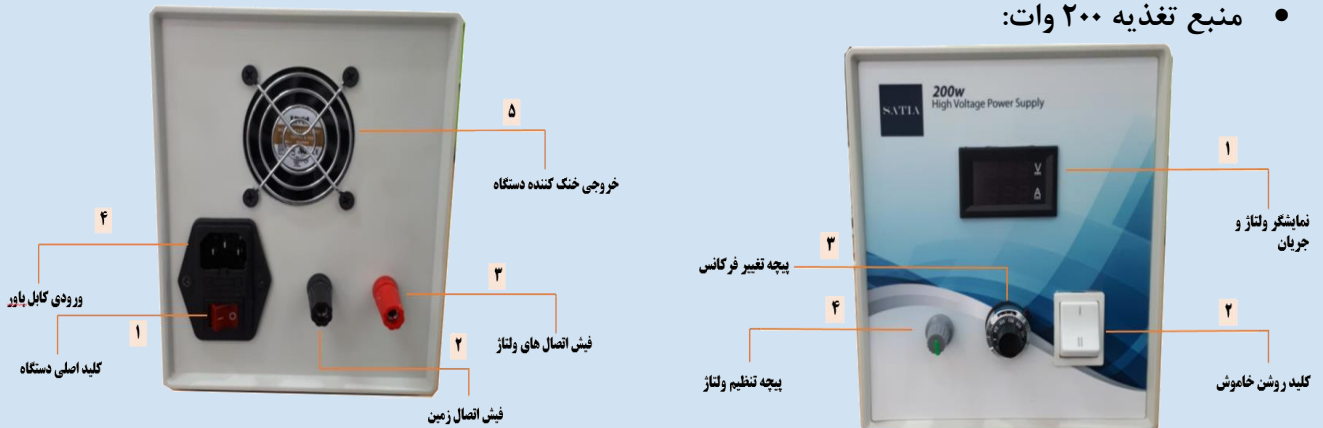 • منبع تغذیه ۲۰۰ وات:
SATIA
200w
High Voltage Power Supply
V
A
۱
نمایشگر ولتاژ و
جریان
۲
کلید روشن خاموش
۳
پیچه تغییر فرکانس
۴
پیچه تنظیم ولتاژ
۵
خروجی خنک کننده دستگاه
۴
ورودی کابل پاور
۱
کلید اصلی دستگاه
۳
فیش اتصال های ولتاژ
۲
فیش اتصال زمین